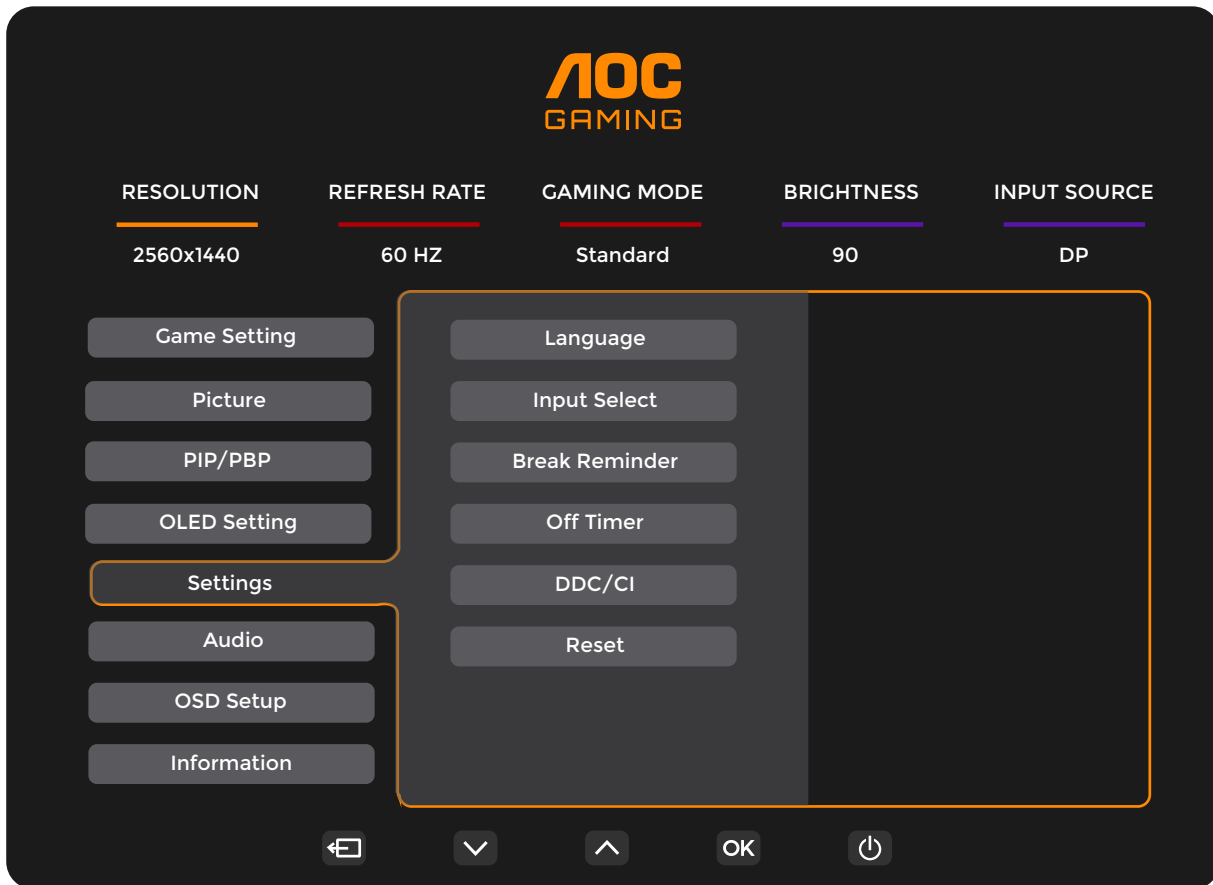 AOC
GAMING
RESOLUTION REFRESH RATE GAMING MODE BRIGHTNESS INPUT SOURCE
2560x1440 60 HZ Standard 90 DP
Game Setting
Picture
PIP/PBP
OLED Setting
Settings
Audio
OSD Setup
Information
Language
Input Select
Break Reminder
Off Timer
DDC/CI
Reset
OK